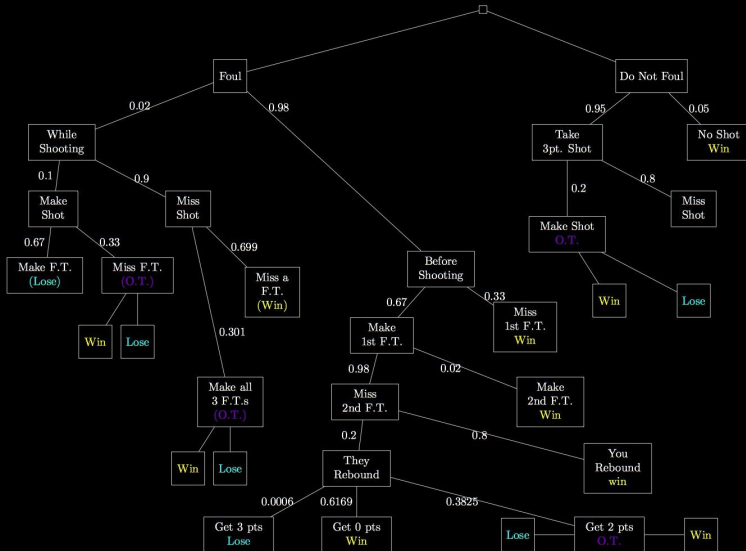 Foul
Do Not Foul
0.02
0.98
0.95
0.05
While
Shooting
Take
3pt. Shot
No Shot
Win
0.1
0.9
0.2
0.8
Make
Shot
Miss
Shot
Miss
Shot
Make Shot
O.T.
0.67
0.33
0.699
Make F.T.
(Lose)
Miss F.T.
(O.T.)
Miss a
F.T.
(Win)
Before
Shooting
Win
Lose
0.67
0.33
Win
Lose
0.301
Make
1st F.T.
Miss
1st F.T.
Win
0.98
0.02
Make all
3 F.T.s
(O.T.)
Miss
2nd F.T.
Make
2nd F.T.
Win
0.2
0.8
Win
Lose
They
Rebound
You
Rebound
win
0.0006
0.6169
0.3825
Get 3 pts
Lose
Get 0 pts
Win
Lose
Get 2 pts
O.T.
Win